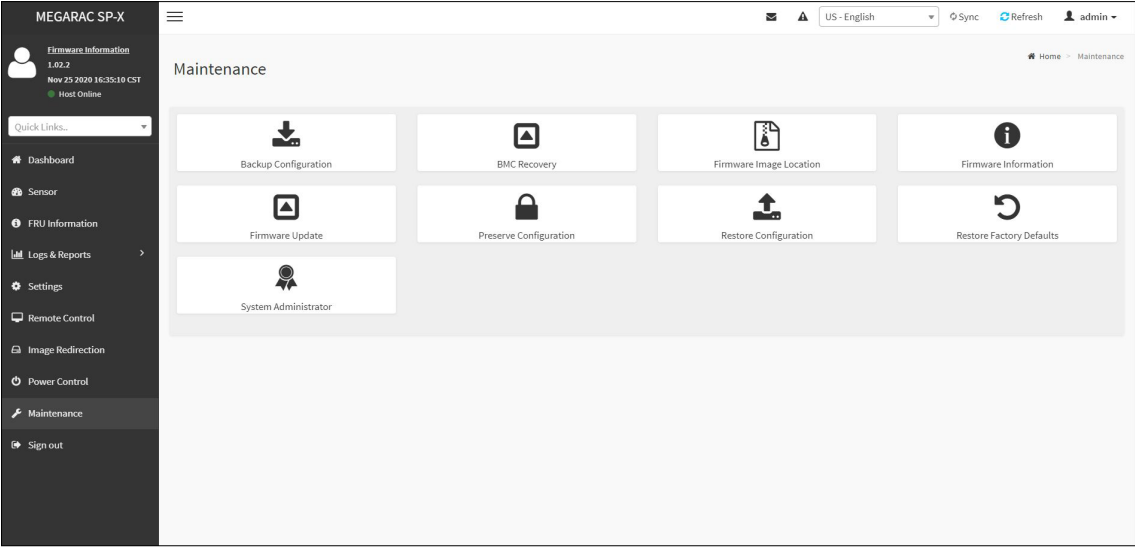 MEGARAC SP-X
Firmware Information
1.02.2
Nov 25 2020 16:35:10 CST
Host Online
Quick Links..
Dashboard
Sensor
FRU Information
Logs & Reports
Settings
Remote Control
Image Redirection
Power Control
Maintenance
Sign out
US - English
Sync
Refresh
admin
Maintenance
Home > Maintenance
Backup Configuration
BMC Recovery
Firmware Image Location
Firmware Information
Firmware Update
Preserve Configuration
Restore Configuration
Restore Factory Defaults
System Administrator